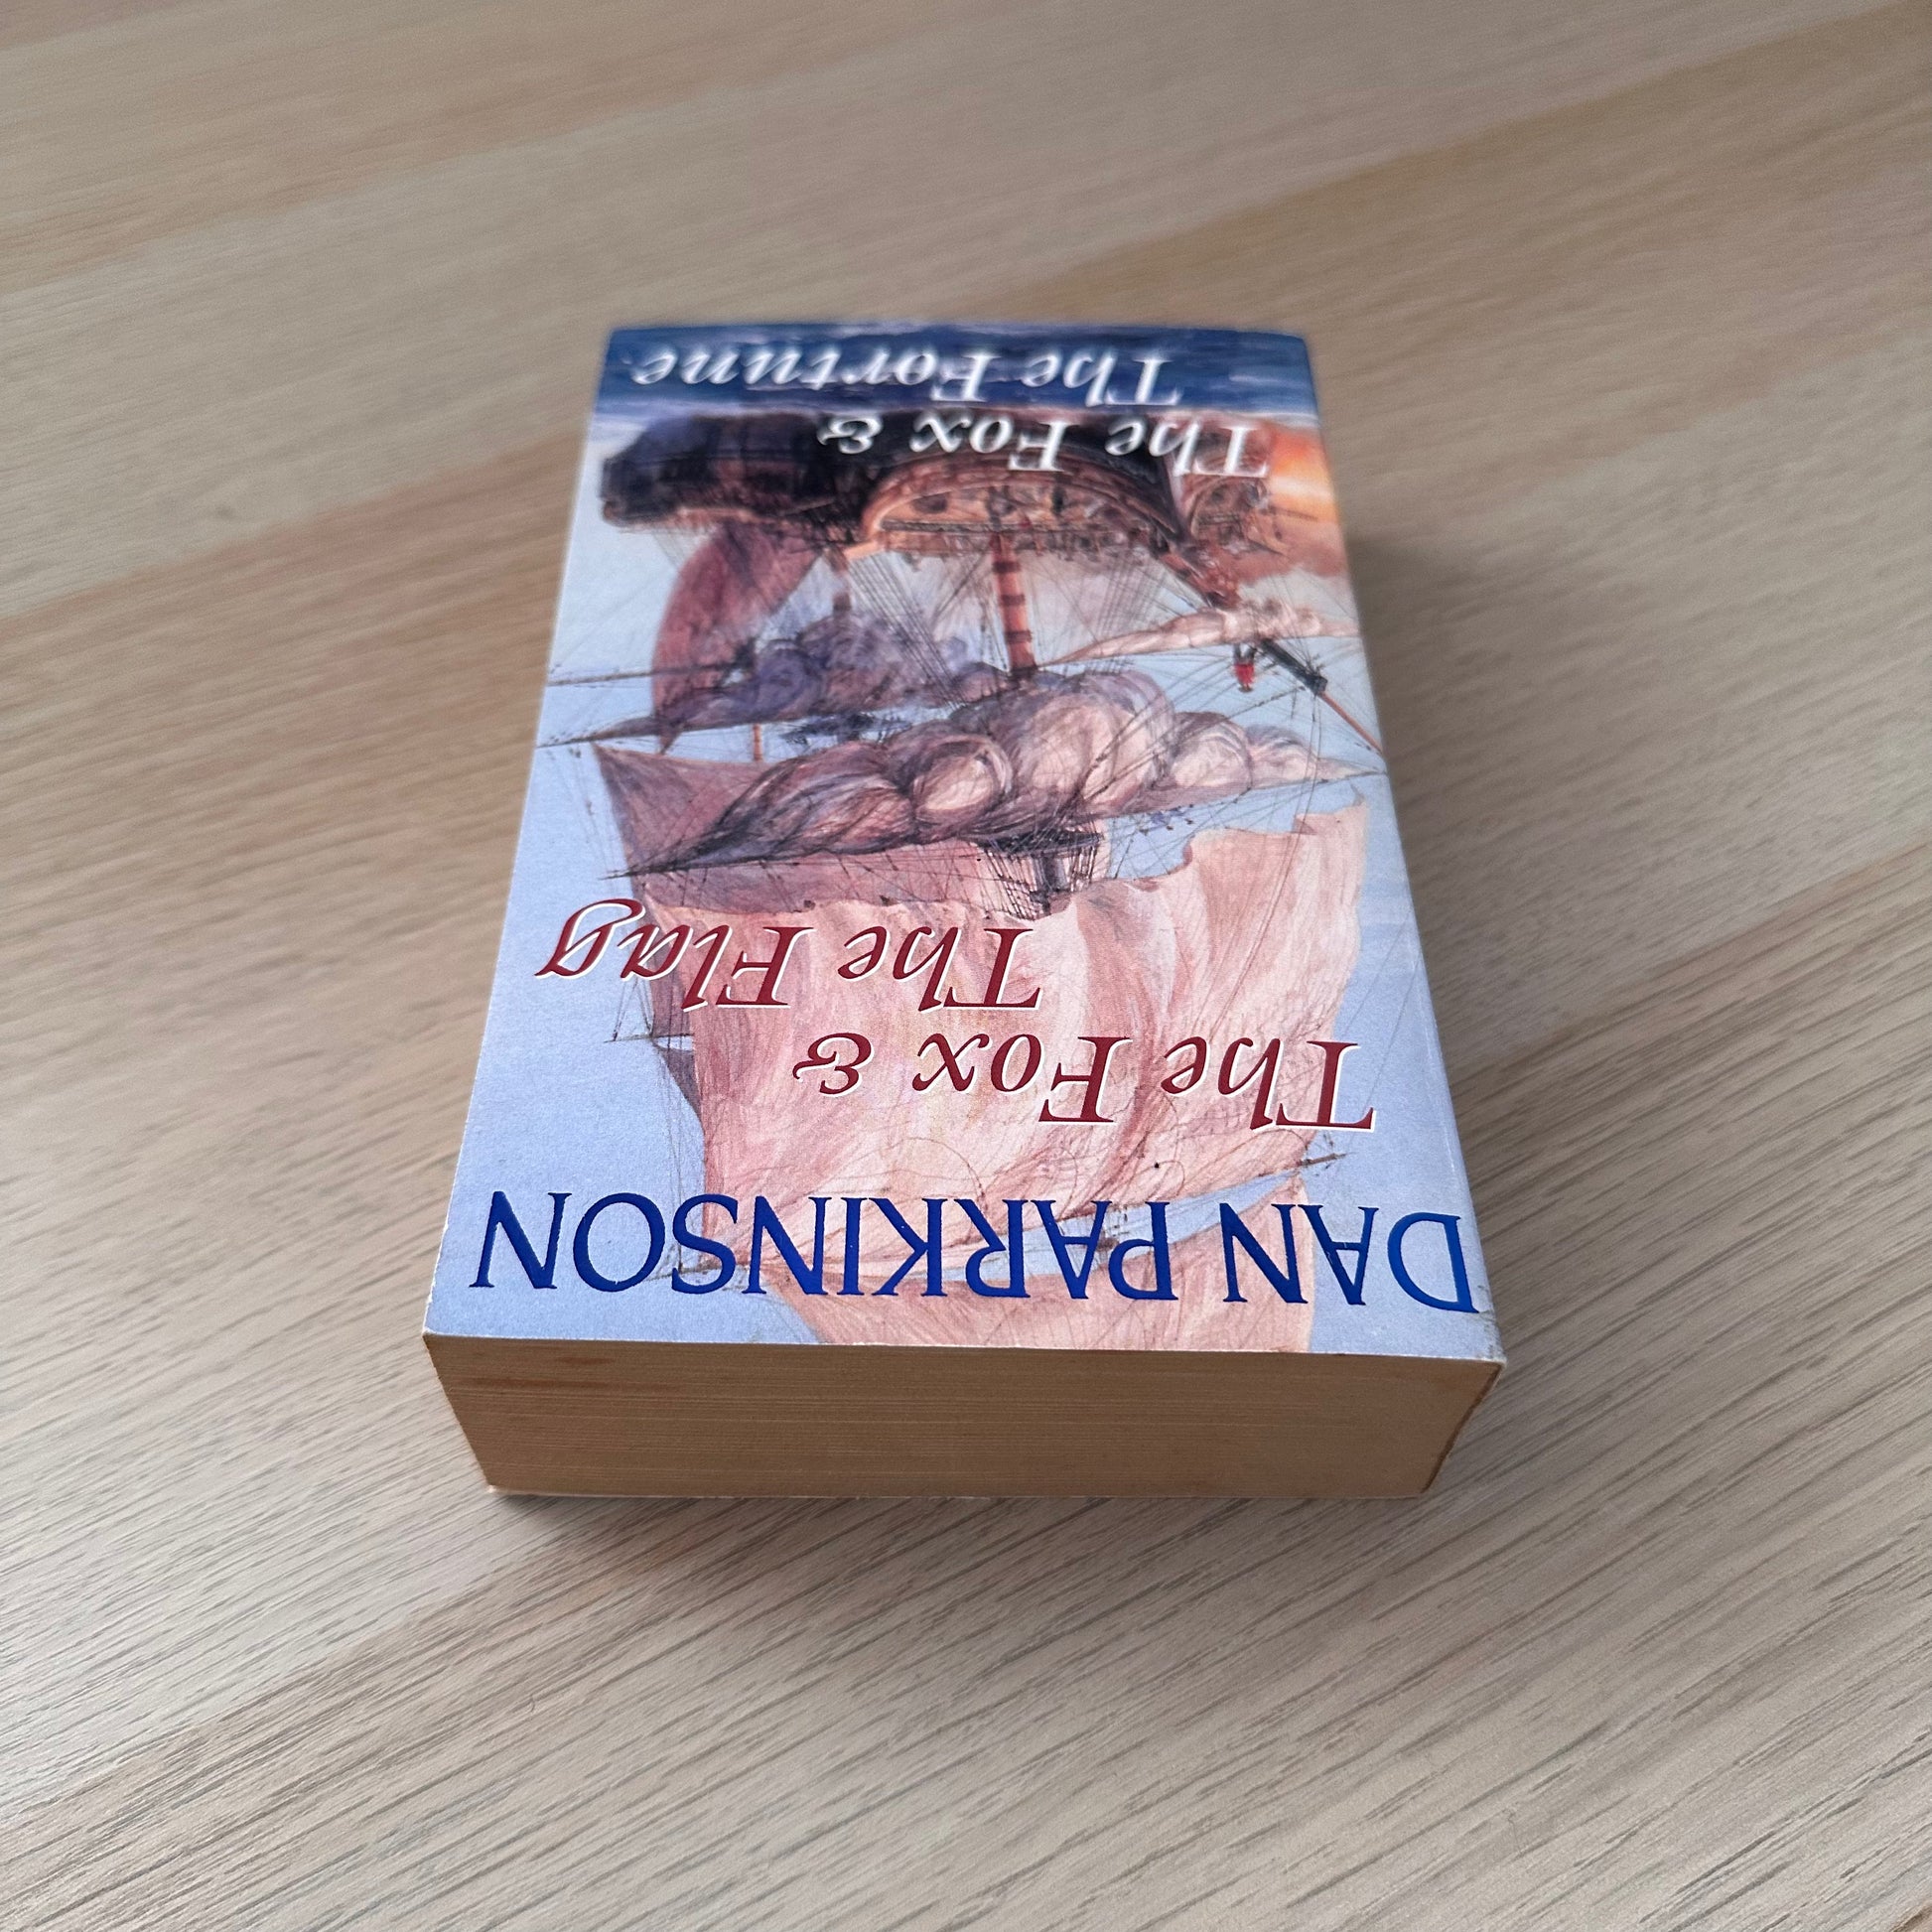 DAN PARKINSON
The Fox &
The Flag
The Fox &
The Fortune